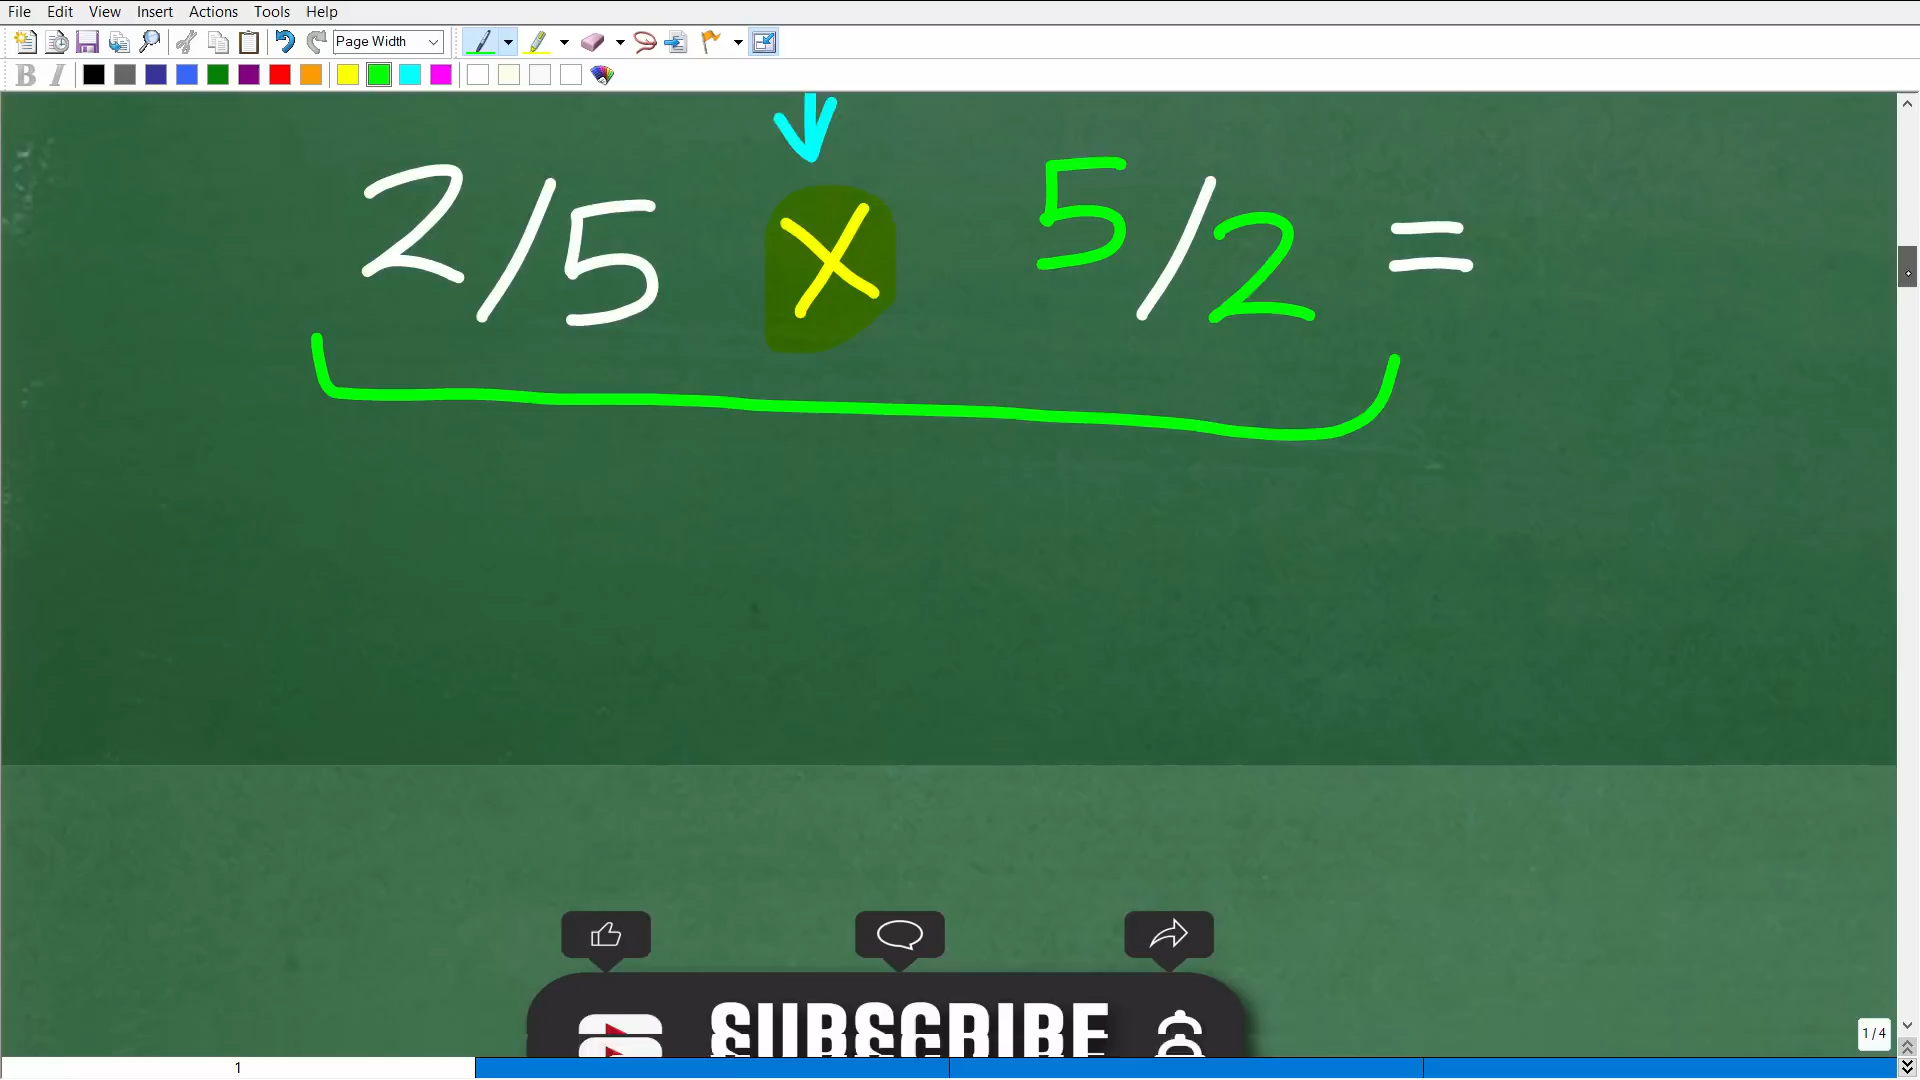 File Edit View Insert Actions Tools Help
Page Width
B I
2/5 X 5/2 =
SUBSCRIBE
1 / 4
1